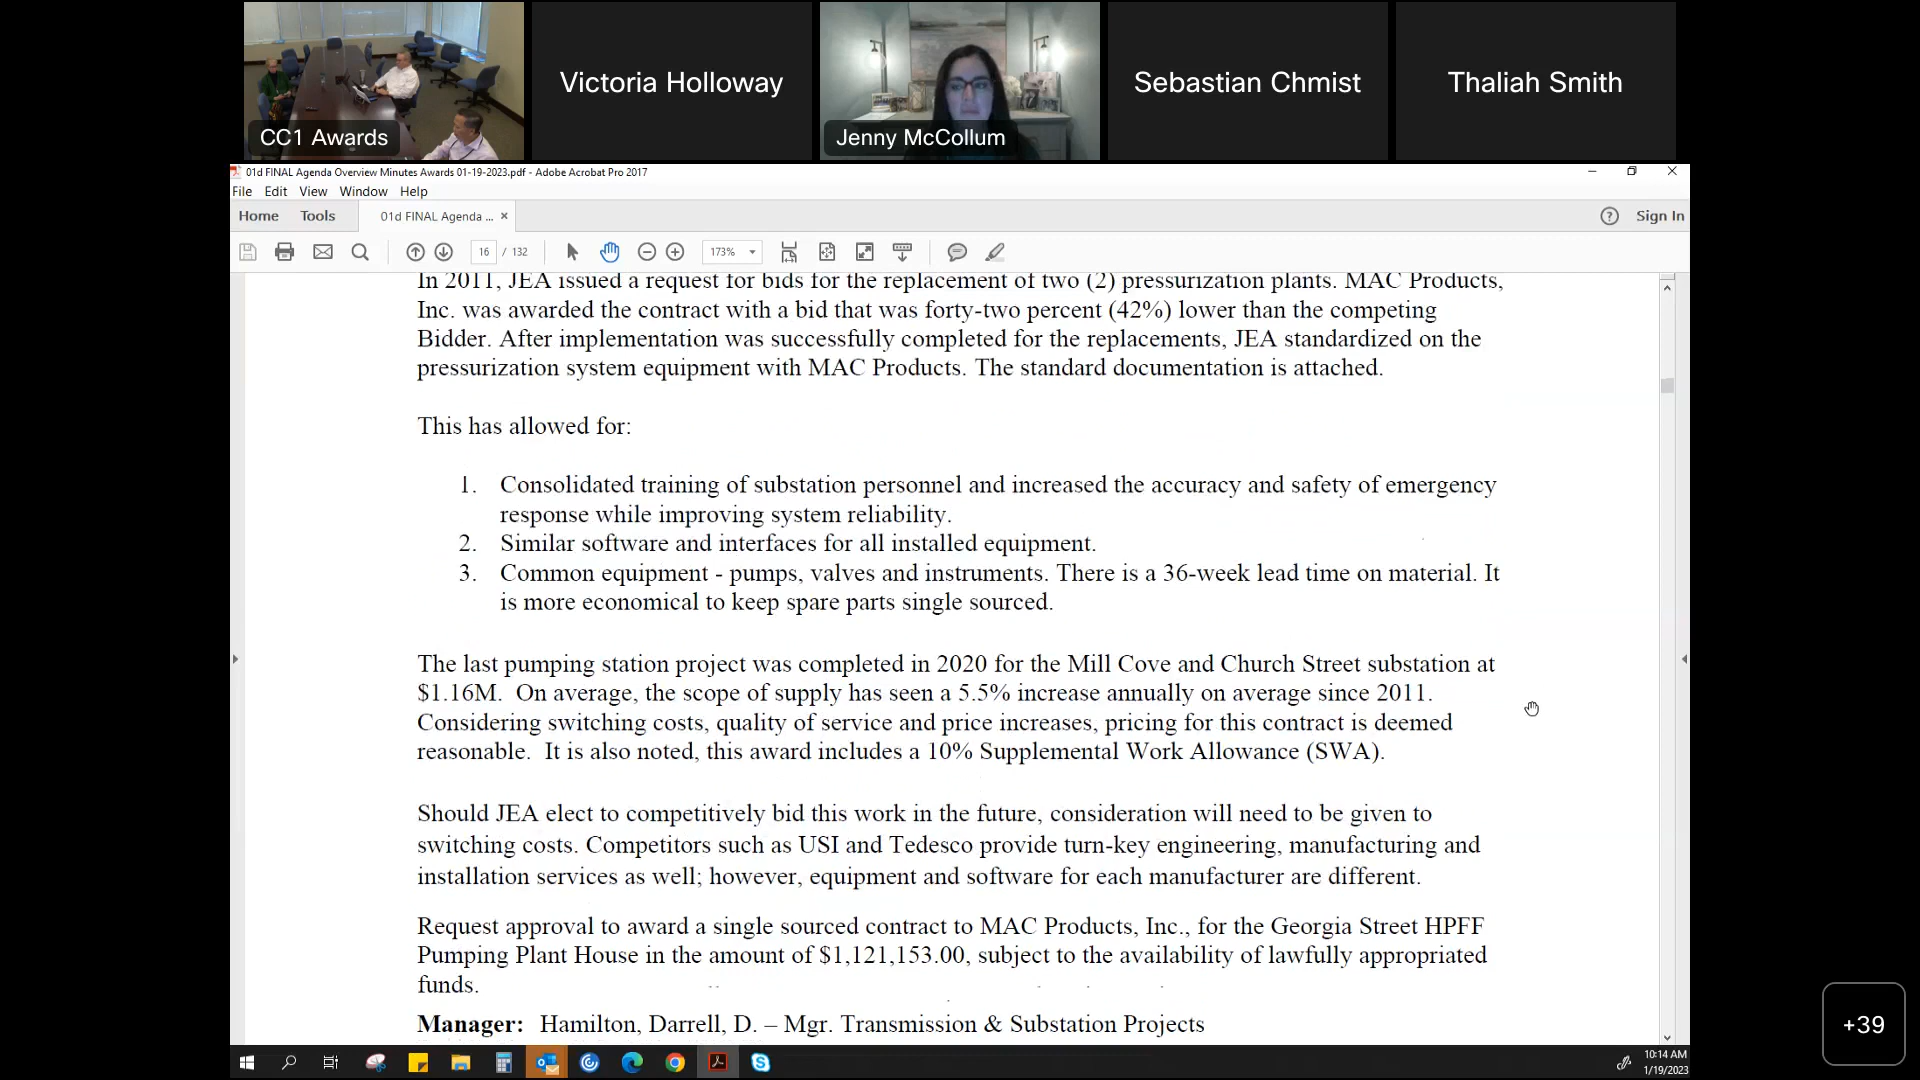 Victoria Holloway
Sebastian Chmist
Thaliah Smith
CC1 Awards
Jenny McCollum
01d FINAL Agenda Overview Minutes Awards 01-19-2023.pdf - Adobe Acrobat Pro 2017
File Edit View Window Help
Home Tools 01d FINAL Agenda ... × Sign In
16 / 132 173%
In 2011, JEA issued a request for bids for the replacement of two (2) pressurization plants. MAC Products,
Inc. was awarded the contract with a bid that was forty-two percent (42%) lower than the competing
Bidder. After implementation was successfully completed for the replacements, JEA standardized on the
pressurization system equipment with MAC Products. The standard documentation is attached.
This has allowed for:
1. Consolidated training of substation personnel and increased the accuracy and safety of emergency
response while improving system reliability.
2. Similar software and interfaces for all installed equipment.
3. Common equipment - pumps, valves and instruments. There is a 36-week lead time on material. It
is more economical to keep spare parts single sourced.
The last pumping station project was completed in 2020 for the Mill Cove and Church Street substation at
$1.16M. On average, the scope of supply has seen a 5.5% increase annually on average since 2011.
Considering switching costs, quality of service and price increases, pricing for this contract is deemed
reasonable. It is also noted, this award includes a 10% Supplemental Work Allowance (SWA).
Should JEA elect to competitively bid this work in the future, consideration will need to be given to
switching costs. Competitors such as USI and Tedesco provide turn-key engineering, manufacturing and
installation services as well; however, equipment and software for each manufacturer are different.
Request approval to award a single sourced contract to MAC Products, Inc., for the Georgia Street HPFF
Pumping Plant House in the amount of $1,121,153.00, subject to the availability of lawfully appropriated
funds.
Manager: Hamilton, Darrell, D. – Mgr. Transmission & Substation Projects
+39
10:14 AM
1/19/2023